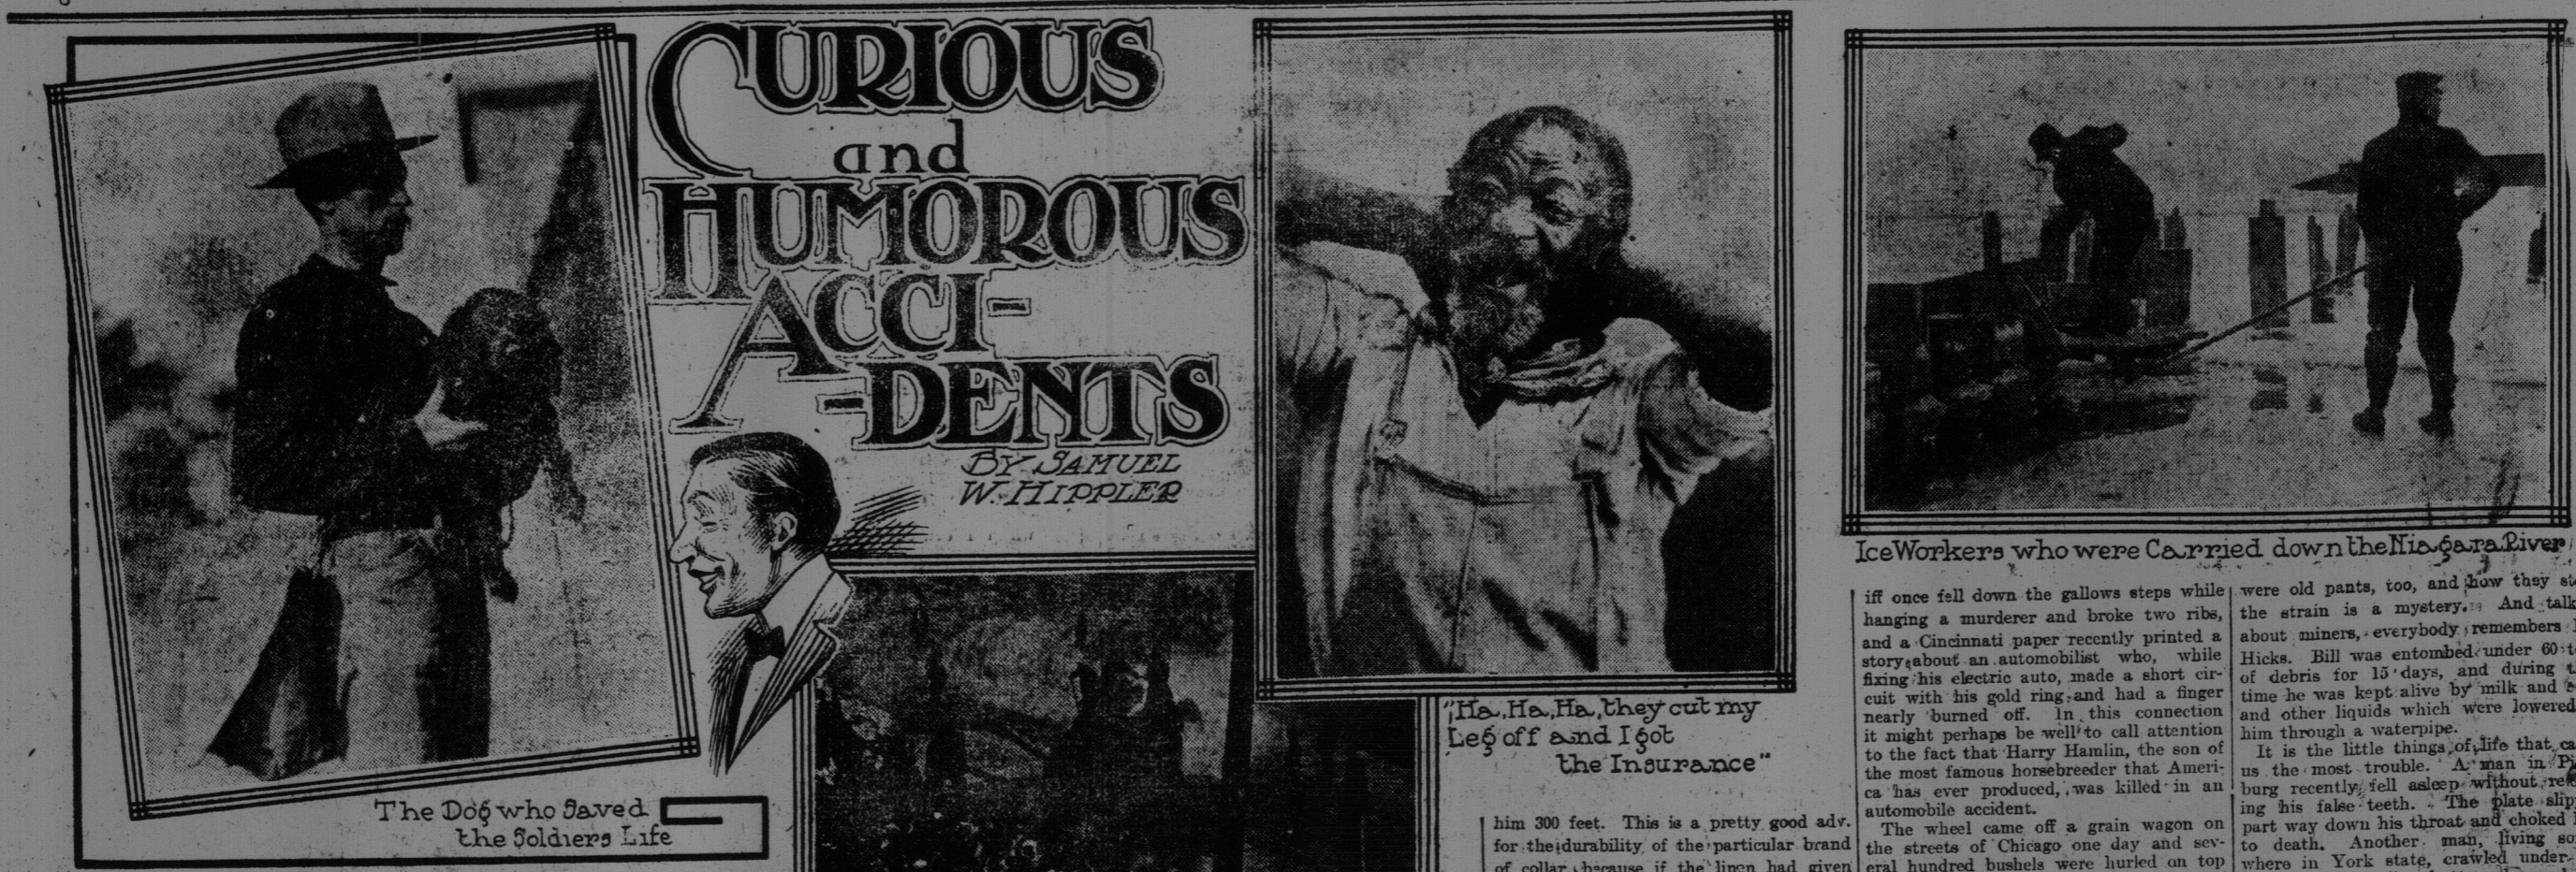 CURIOUS
and
HUMOROUS
ACCI-
-DENTS
BY SAMUEL
W. HIPPLER
The Dog who Saved
the Soldiers Life
"Ha, Ha, Ha, they cut my
Leg off and I got
the Insurance"
him 300 feet. This is a pretty good adv.
for the durability of the particular brand
of collar because if the linen had given
Ice Workers who were Carried down the Niagara River
iff once fell down the gallows steps while
hanging a murderer and broke two ribs,
and a Cincinnati paper recently printed a
story about an automobilist who, while
fixing his electric auto, made a short cir-
cuit with his gold ring and had a finger
nearly burned off. In this connection
it might perhaps be well to call attention
to the fact that Harry Hamlin, the son of
the most famous horsebreeder that Ameri-
ca has ever produced, was killed in an
automobile accident.
The wheel came off a grain wagon on
the streets of Chicago one day and sev-
eral hundred bushels were hurled on top
were old pants, too, and how they
the strain is a mystery. And talk
about miners, everybody remembers
Hicks. Bill was entombed under 60
of debris for 15 days, and during
time he was kept alive by milk and
and other liquids which were lowered
him through a waterpipe.
It is the little things of life that
us the most trouble. A man in
burg recently fell asleep without
ing his false teeth. The plate
part way down his throat and choked
to death. Another man, living
where in York state, crawled under